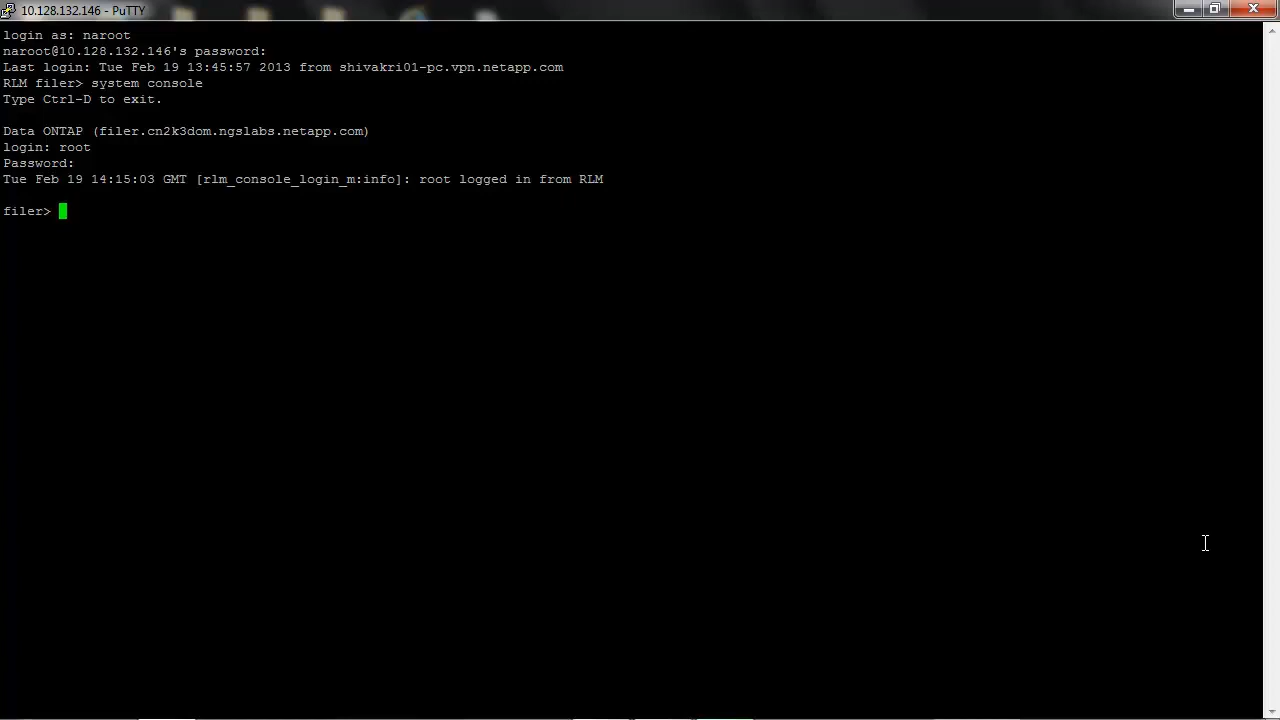 10.128.132.146 - PuTTY
login as: naroot
naroot@10.128.132.146's password:
Last login: Tue Feb 19 13:45:57 2013 from shivakri01-pc.vpn.netapp.com
RLM filer> system console
Type Ctrl-D to exit.
Data ONTAP (filer.cn2k3dom.ngslabs.netapp.com)
login: root
Password:
Tue Feb 19 14:15:03 GMT [rlm_console_login_m:info]: root logged in from RLM
filer>